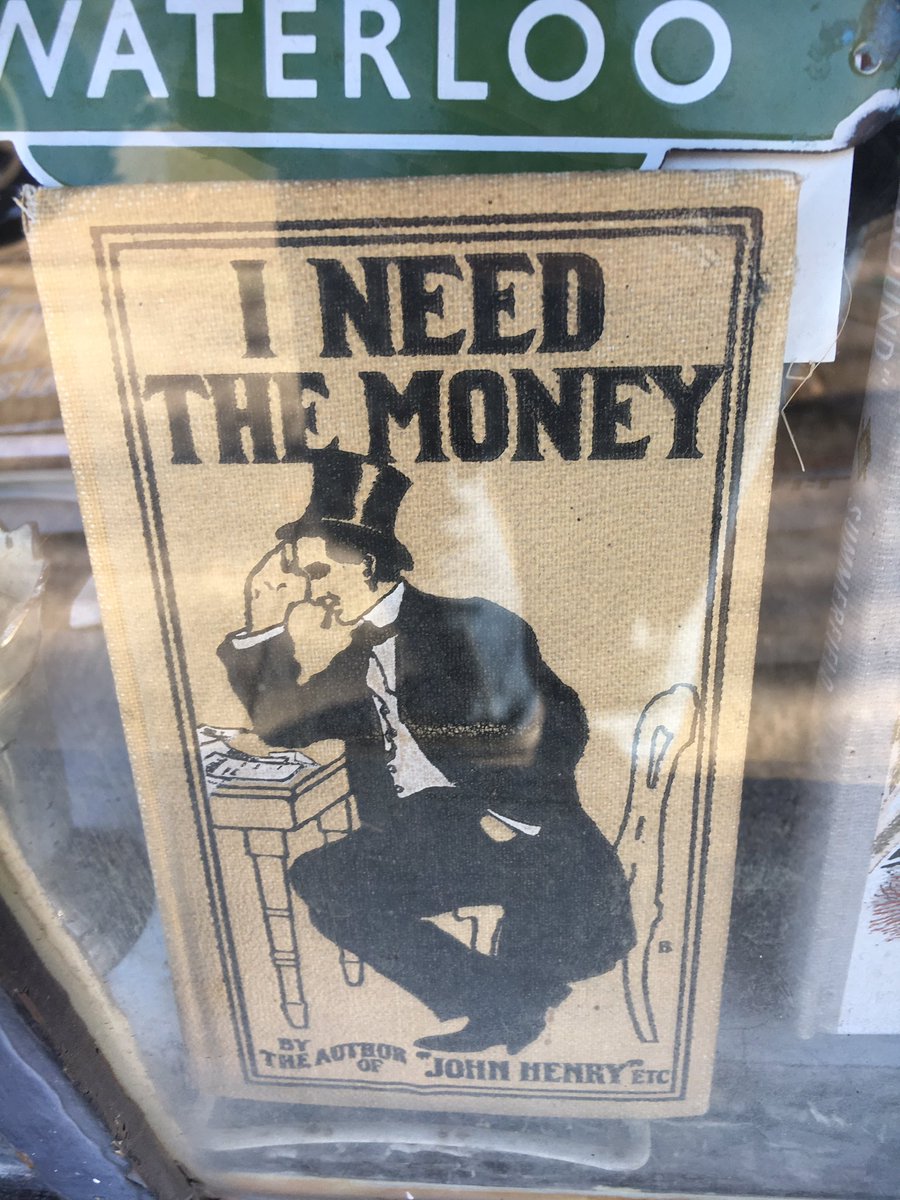 WATERLOO
I NEED
THE MONEY
B
BY
THE AUTHOR
OF
"JOHN HENRY" ETC